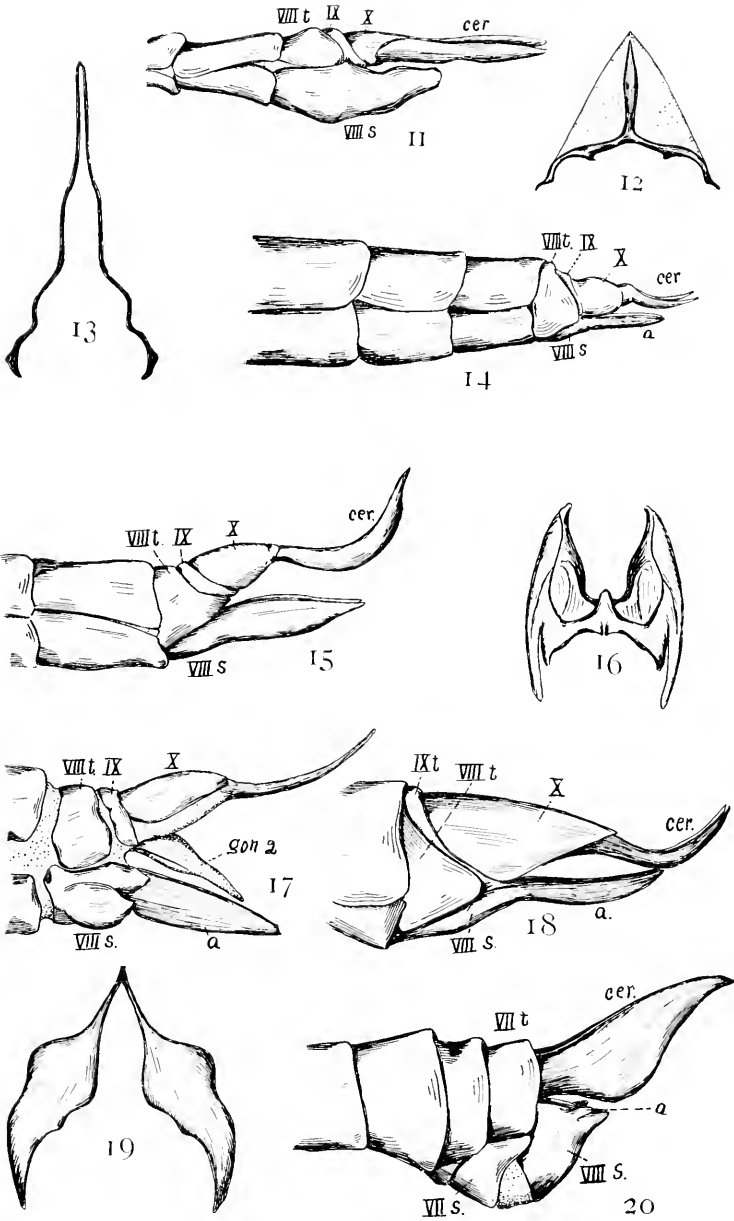 VIII t IX X cer
VIII s 11
12
13
VIII t. IX X cer
VIII s a
14
VIII t. IX X cer.
VIII s 15
16
VIII t. IX X
gon 2
17
VIII s. a
IX t VIII t X cer.
VIII s. 18 a.
19
VII t cer.
a
VII s. VIII s.
20